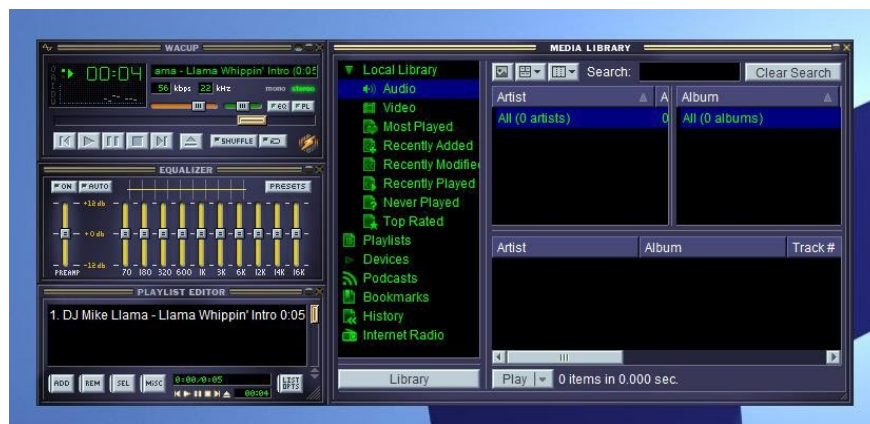 WACUP
00:04
ama - Llama Whippin' Intro (0:05
56 kbps 22 kHz mono stereo
EQ PL
SHUFFLE
EQUALIZER
ON AUTO PRESETS
+12 db
+0 db
-12 db
PREAMP 70 180 320 600 1K 3K 6K 12K 14K 16K
PLAYLIST EDITOR
1. DJ Mike Llama - Llama Whippin' Intro 0:05
ADD REM SEL MISC 0:00/0:05 LIST OPTS
00:04
MEDIA LIBRARY
Local Library
Audio
Video
Most Played
Recently Added
Recently Modifie
Recently Played
Never Played
Top Rated
Playlists
Devices
Podcasts
Bookmarks
History
Internet Radio
Library
Search: Clear Search
Artist A Album
All (0 artists) 0 All (0 albums)
Artist Album Track #
Play 0 items in 0.000 sec.